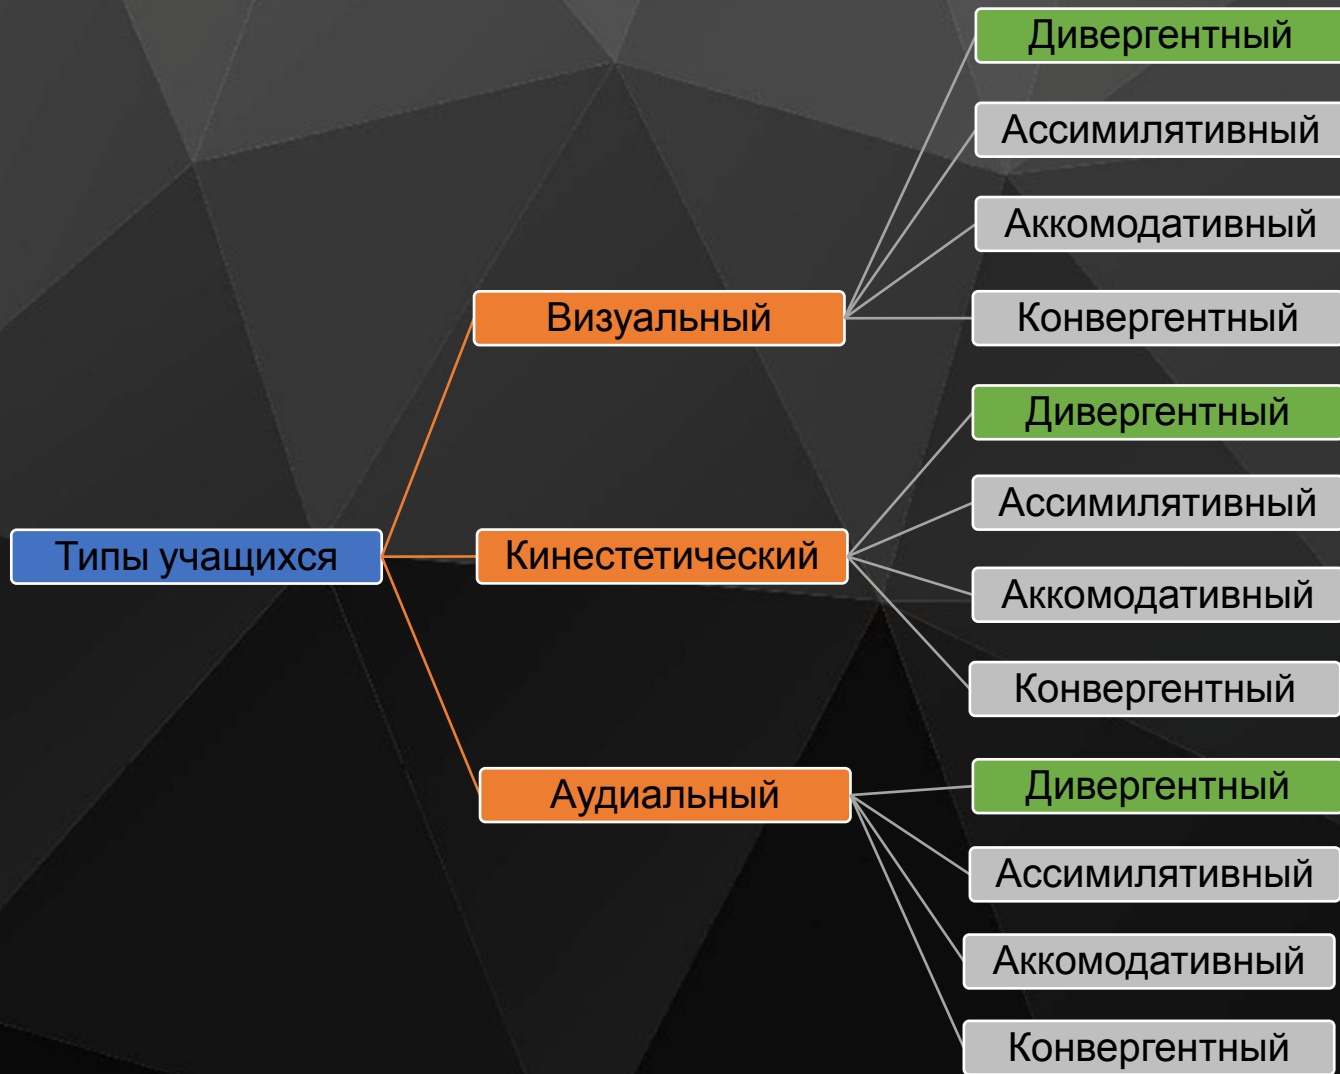 Типы учащихся
Визуальный
Дивергентный
Ассимилятивный
Аккомодативный
Конвергентный
Кинестетический
Дивергентный
Ассимилятивный
Аккомодативный
Конвергентный
Аудиальный
Дивергентный
Ассимилятивный
Аккомодативный
Конвергентный